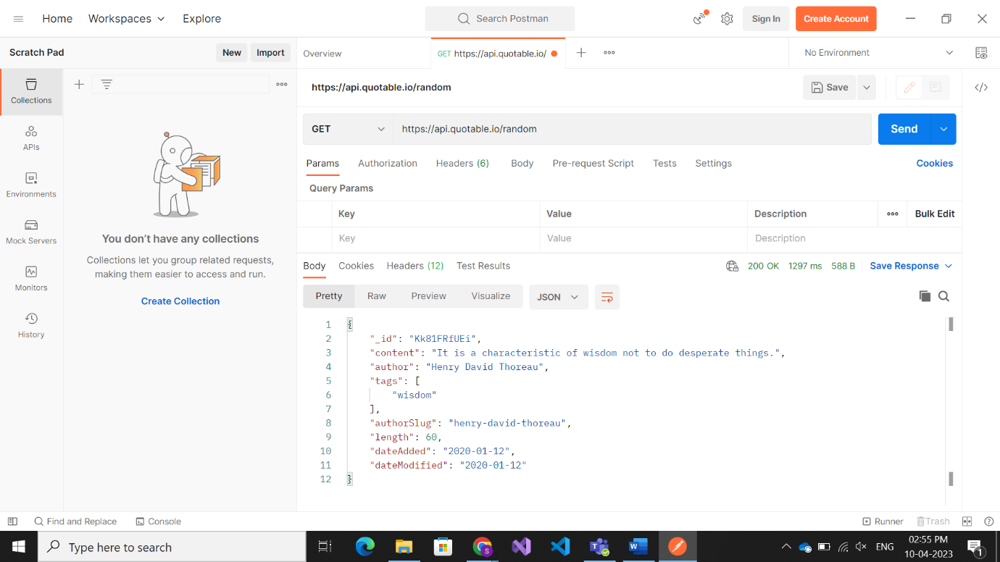 Home Workspaces Explore Search Postman Sign In Create Account
Scratch Pad New Import Overview GET https://api.quotable.io/ No Environment
Collections
APIs
Environments
Mock Servers
Monitors
History
You don’t have any collections
Collections let you group related requests,
making them easier to access and run.
Create Collection
https://api.quotable.io/random Save
GET https://api.quotable.io/random Send
Params Authorization Headers (6) Body Pre-request Script Tests Settings Cookies
Query Params
Key Value Description Bulk Edit
Key Value Description
Body Cookies Headers (12) Test Results 200 OK 1297 ms 588 B Save Response
Pretty Raw Preview Visualize JSON
1 {
2 "_id": "Kk81FRfUEi",
3 "content": "It is a characteristic of wisdom not to do desperate things.",
4 "author": "Henry David Thoreau",
5 "tags": [
6 "wisdom"
7 ],
8 "authorSlug": "henry-david-thoreau",
9 "length": 60,
10 "dateAdded": "2020-01-12",
11 "dateModified": "2020-01-12"
12 }
Find and Replace Console Runner Trash
Type here to search ENG 02:55 PM
10-04-2023 1